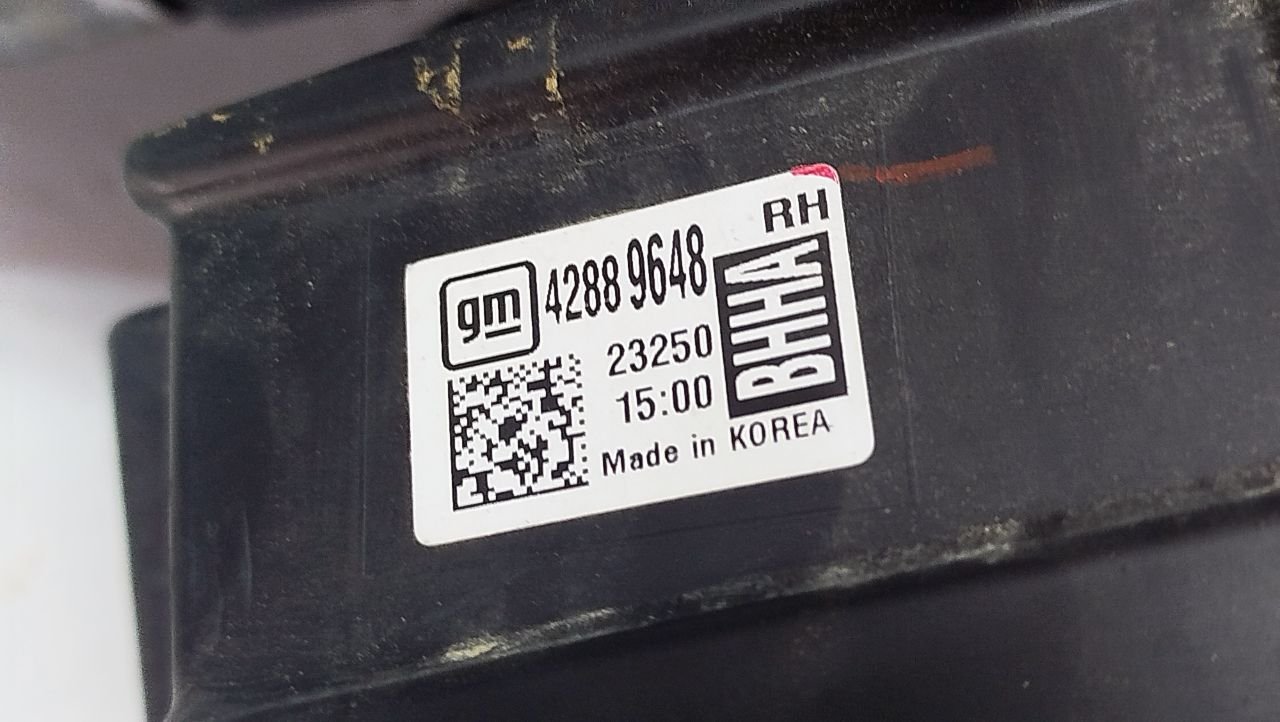 RH
gm 4288 9648
BHHA
23250
15:00
Made in KOREA